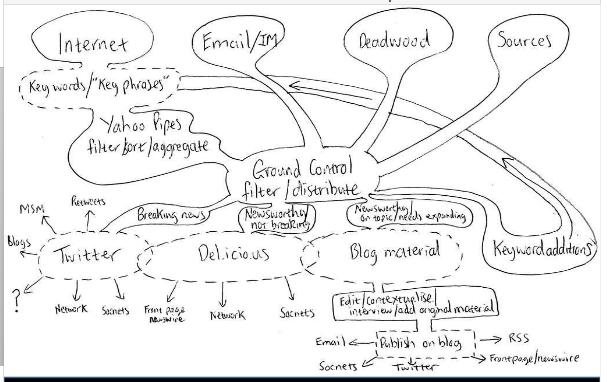 Internet
Email/IM
Deadwood
Sources
Keywords/"Key phrases"
Yahoo Pipes
filter/sort/aggregate
Ground Control
filter/distribute
Breaking news
Newsworthy
not breaking
Newsworthy/
on topic/needs expanding
Keyword additions
MSM
Retweets
Blogs
Twitter
Delicious
Blog material
?
Network
Socnets
Front page
newswire
Network
Socnets
Edit/contextualise/
interview/add original material
Email
Publish on blog
RSS
Socnets
Twitter
Frontpage/newswire